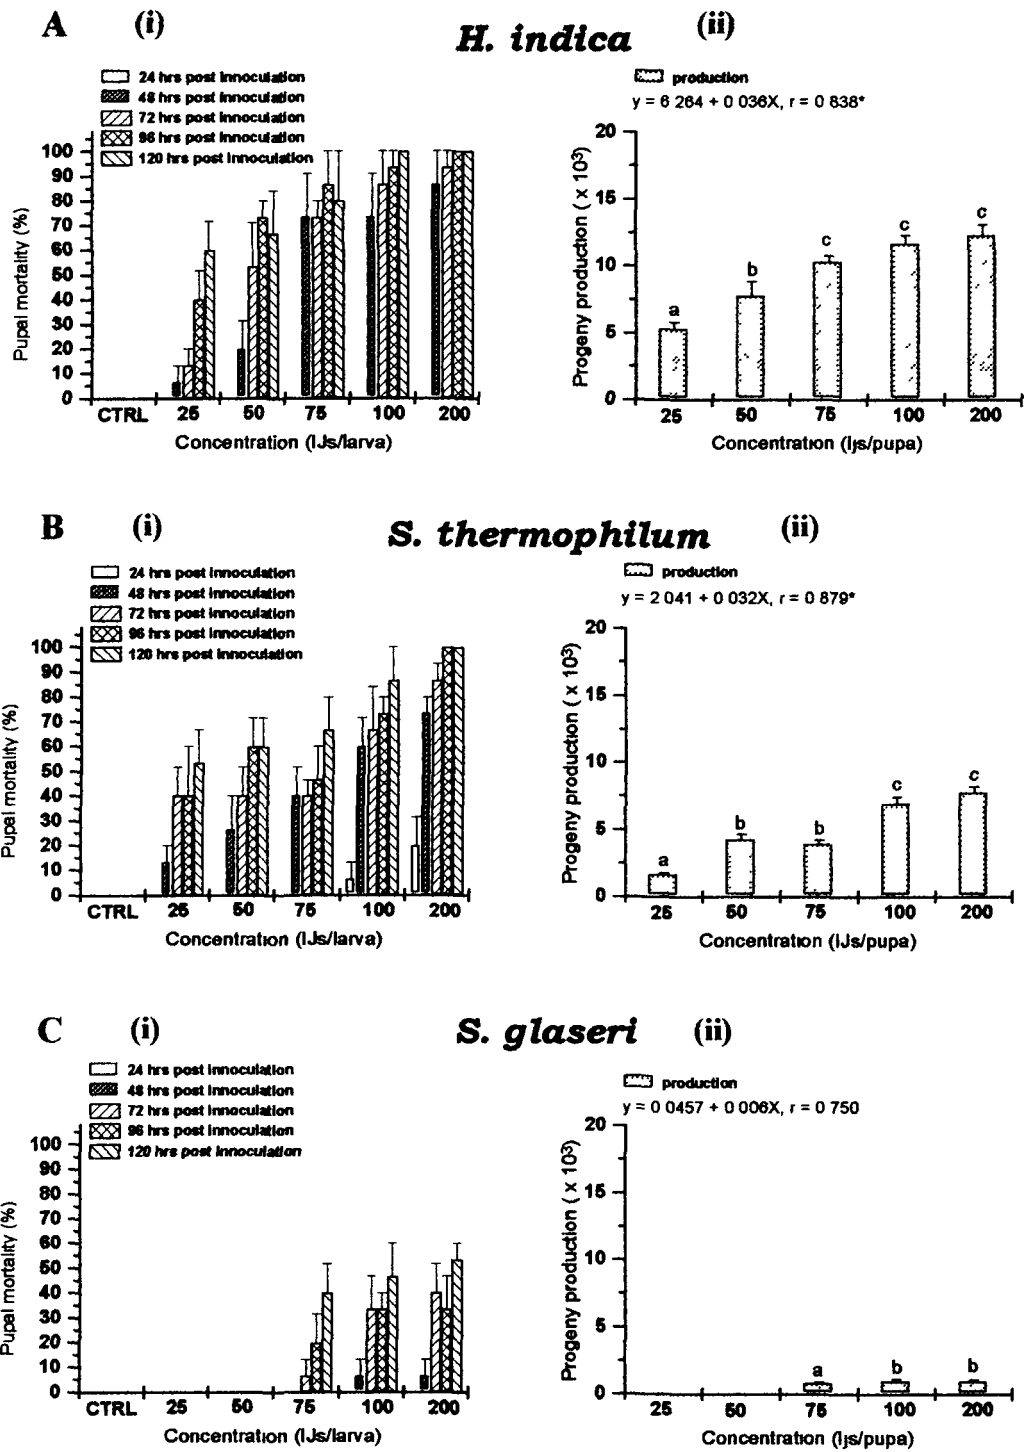 A (i) H. indica (ii)
24 hrs post innoculation
48 hrs post innoculation
72 hrs post innoculation
96 hrs post innoculation
120 hrs post innoculation
Pupal mortality (%)
100
90
80
70
60
50
40
30
20
10
0
CTRL 25 50 75 100 200
Concentration (IJs/larva)
production
y = 6 264 + 0 036X, r = 0 838*
Progeny production ( x 10³)
20
15
10
5
0
a b c c c
25 50 75 100 200
Concentration (Ijs/pupa)
B (i) S. thermophilum (ii)
24 hrs post innoculation
48 hrs post innoculation
72 hrs post innoculation
96 hrs post innoculation
120 hrs post innoculation
Pupal mortality (%)
100
90
80
70
60
50
40
30
20
10
0
CTRL 25 50 75 100 200
Concentration (IJs/larva)
production
y = 2 041 + 0 032X, r = 0 879*
Progeny production ( x 10³)
20
15
10
5
0
a b b c c
25 50 75 100 200
Concentration (IJs/pupa)
C (i) S. glaseri (ii)
24 hrs post innoculation
48 hrs post innoculation
72 hrs post innoculation
96 hrs post innoculation
120 hrs post innoculation
Pupal mortality (%)
100
90
80
70
60
50
40
30
20
10
0
CTRL 25 50 75 100 200
Concentration (IJs/larva)
production
y = 0 0457 + 0 006X, r = 0 750
Progeny production ( x 10³)
20
15
10
5
0
a b b
25 50 75 100 200
Concentration (Ijs/pupa)